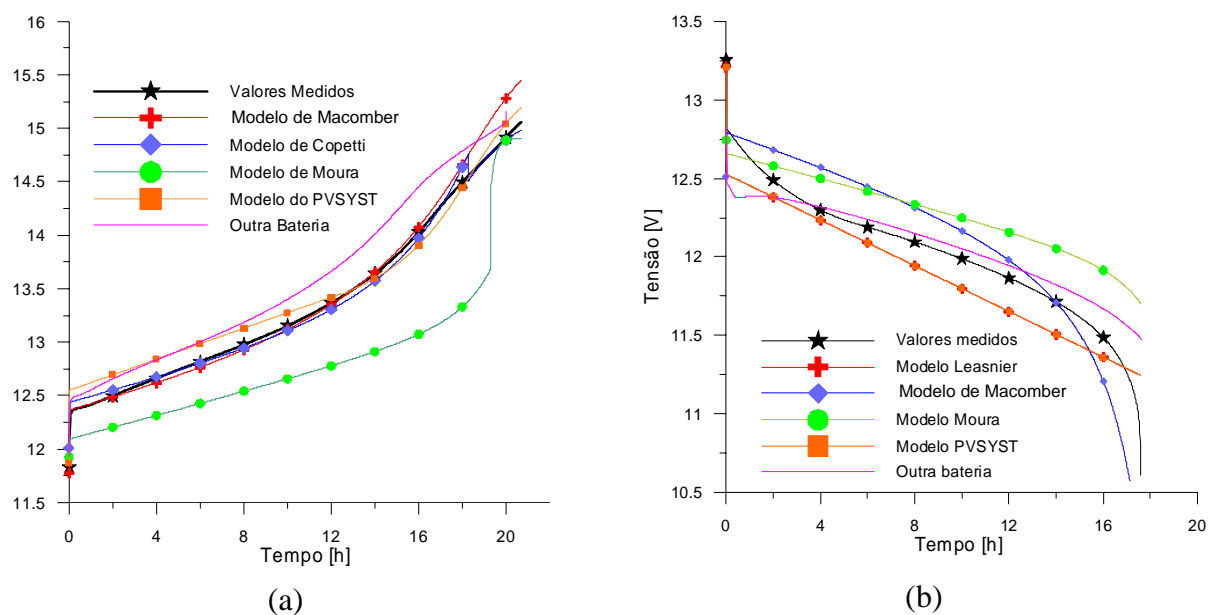 16
15.5
15
14.5
14
13.5
13
12.5
12
11.5
0
4
8
12
16
20
Tempo [h]
Valores Medidos
Modelo de Macomber
Modelo de Copetti
Modelo de Moura
Modelo do PVSYST
Outra Bateria
(a)
13.5
13
12.5
12
11.5
11
10.5
Tensão [V]
0
4
8
12
16
20
Tempo [h]
Valores medidos
Modelo Leasnier
Modelo de Macomber
Modelo Moura
Modelo PVSYST
Outra bateria
(b)